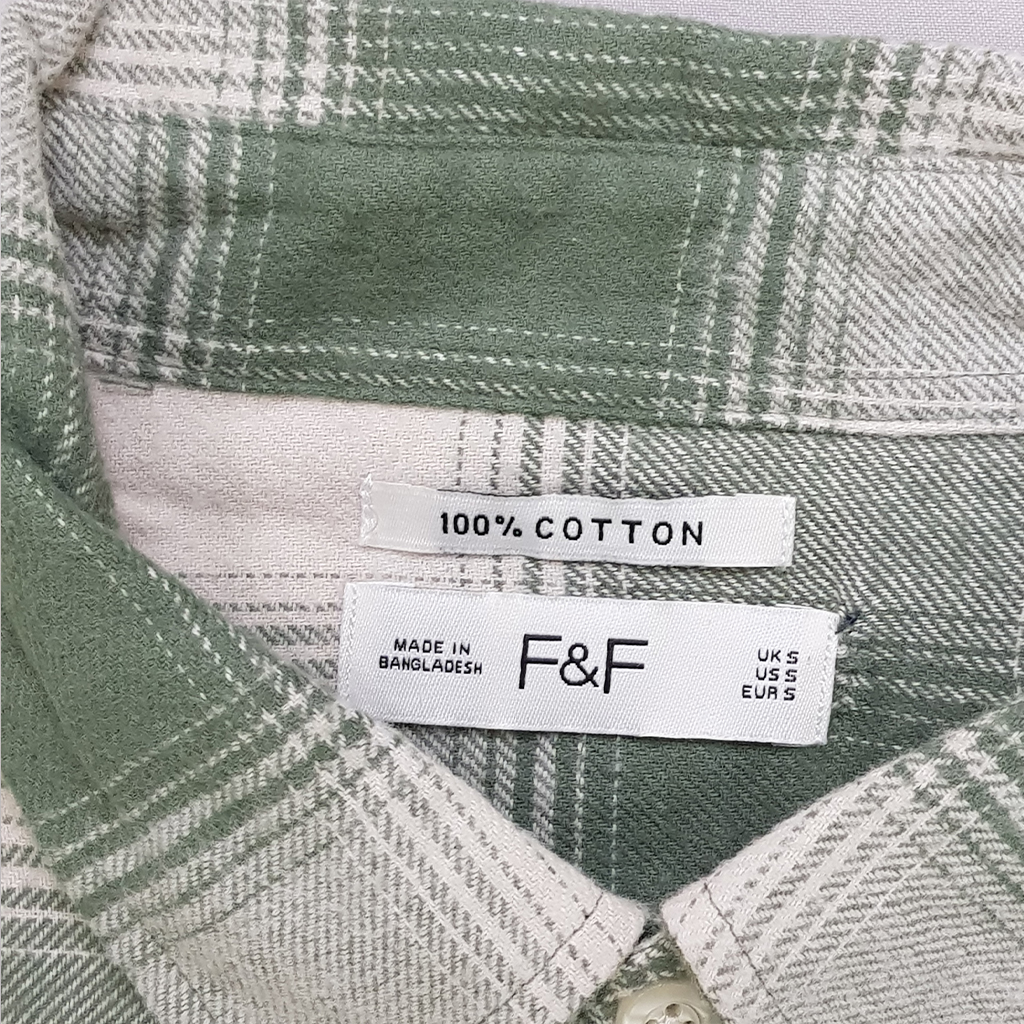 100% COTTON
MADE IN
BANGLADESH
F&F
UK S
US S
EUR S